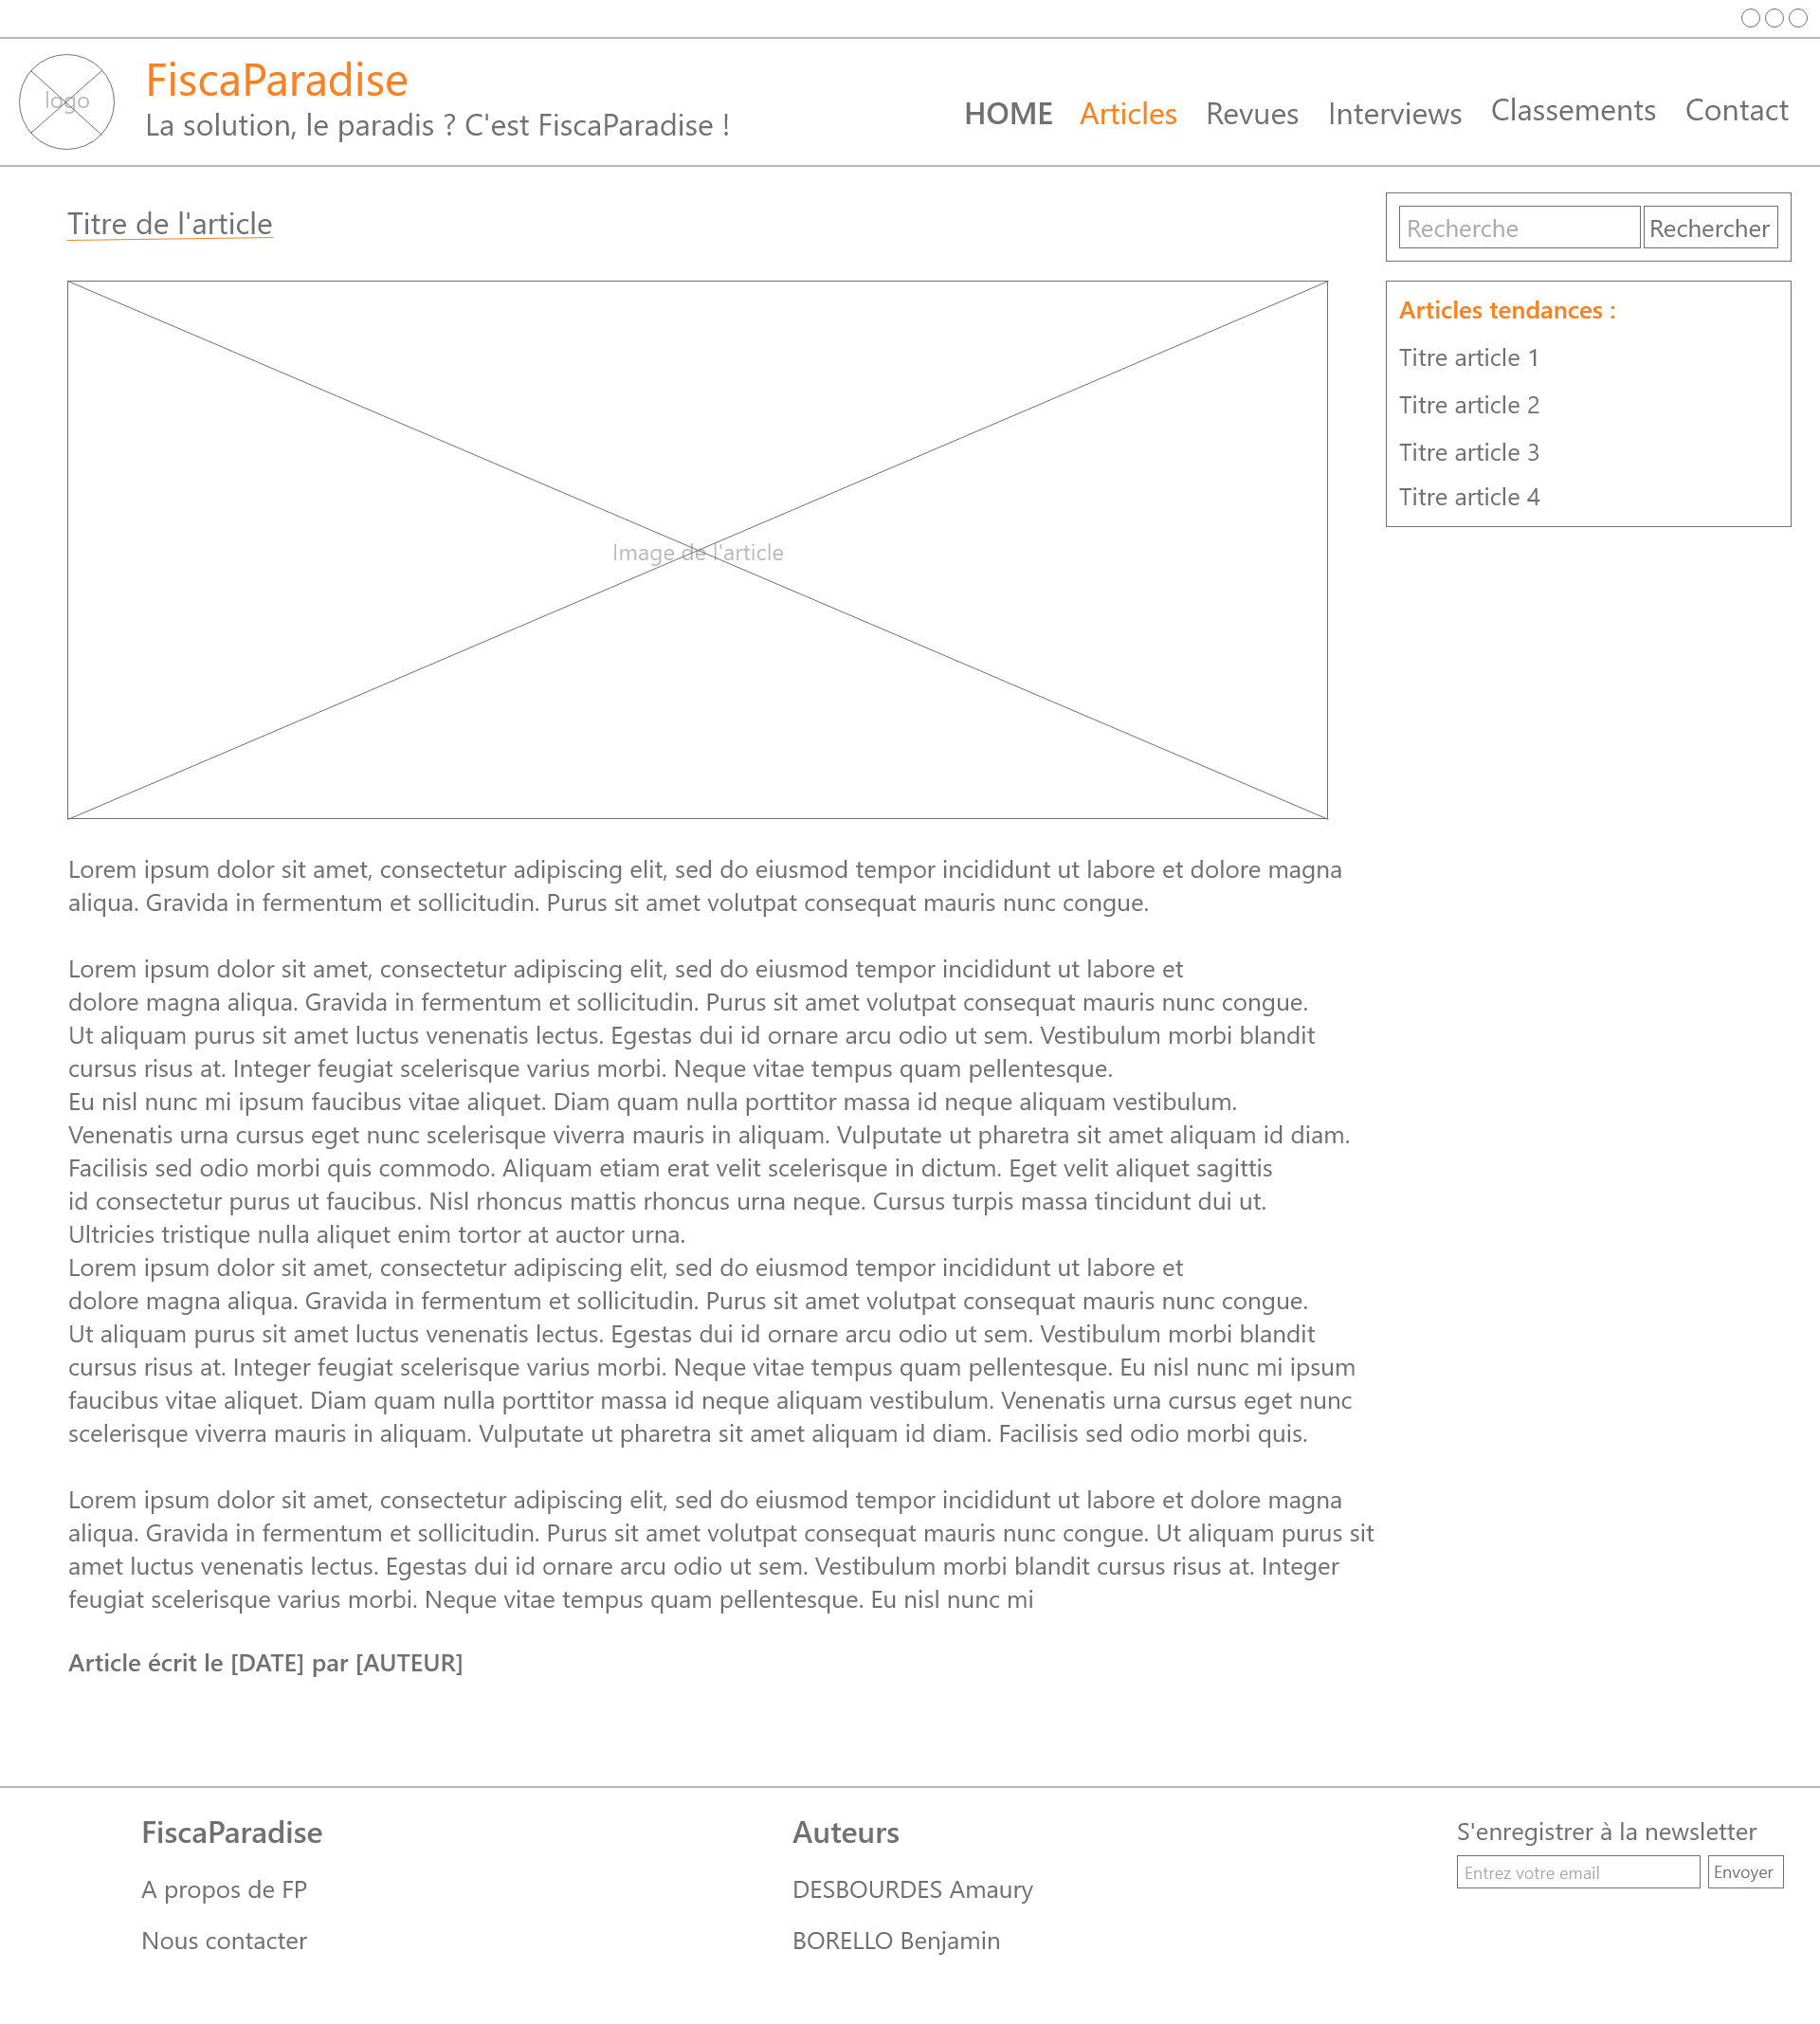 logo
FiscaParadise
La solution, le paradis ? C'est FiscaParadise !
HOME Articles Revues Interviews Classements Contact
Titre de l'article
Recherche Rechercher
Articles tendances :
Titre article 1
Titre article 2
Titre article 3
Titre article 4
Image de l'article
Lorem ipsum dolor sit amet, consectetur adipiscing elit, sed do eiusmod tempor incididunt ut labore et dolore magna
aliqua. Gravida in fermentum et sollicitudin. Purus sit amet volutpat consequat mauris nunc congue.
Lorem ipsum dolor sit amet, consectetur adipiscing elit, sed do eiusmod tempor incididunt ut labore et
dolore magna aliqua. Gravida in fermentum et sollicitudin. Purus sit amet volutpat consequat mauris nunc congue.
Ut aliquam purus sit amet luctus venenatis lectus. Egestas dui id ornare arcu odio ut sem. Vestibulum morbi blandit
cursus risus at. Integer feugiat scelerisque varius morbi. Neque vitae tempus quam pellentesque.
Eu nisl nunc mi ipsum faucibus vitae aliquet. Diam quam nulla porttitor massa id neque aliquam vestibulum.
Venenatis urna cursus eget nunc scelerisque viverra mauris in aliquam. Vulputate ut pharetra sit amet aliquam id diam.
Facilisis sed odio morbi quis commodo. Aliquam etiam erat velit scelerisque in dictum. Eget velit aliquet sagittis
id consectetur purus ut faucibus. Nisl rhoncus mattis rhoncus urna neque. Cursus turpis massa tincidunt dui ut.
Ultricies tristique nulla aliquet enim tortor at auctor urna.
Lorem ipsum dolor sit amet, consectetur adipiscing elit, sed do eiusmod tempor incididunt ut labore et
dolore magna aliqua. Gravida in fermentum et sollicitudin. Purus sit amet volutpat consequat mauris nunc congue.
Ut aliquam purus sit amet luctus venenatis lectus. Egestas dui id ornare arcu odio ut sem. Vestibulum morbi blandit
cursus risus at. Integer feugiat scelerisque varius morbi. Neque vitae tempus quam pellentesque. Eu nisl nunc mi ipsum
faucibus vitae aliquet. Diam quam nulla porttitor massa id neque aliquam vestibulum. Venenatis urna cursus eget nunc
scelerisque viverra mauris in aliquam. Vulputate ut pharetra sit amet aliquam id diam. Facilisis sed odio morbi quis.
Lorem ipsum dolor sit amet, consectetur adipiscing elit, sed do eiusmod tempor incididunt ut labore et dolore magna
aliqua. Gravida in fermentum et sollicitudin. Purus sit amet volutpat consequat mauris nunc congue. Ut aliquam purus sit
amet luctus venenatis lectus. Egestas dui id ornare arcu odio ut sem. Vestibulum morbi blandit cursus risus at. Integer
feugiat scelerisque varius morbi. Neque vitae tempus quam pellentesque. Eu nisl nunc mi
Article écrit le [DATE] par [AUTEUR]
FiscaParadise
A propos de FP
Nous contacter
Auteurs
DESBOURDES Amaury
BORELLO Benjamin
S'enregistrer à la newsletter
Entrez votre email Envoyer